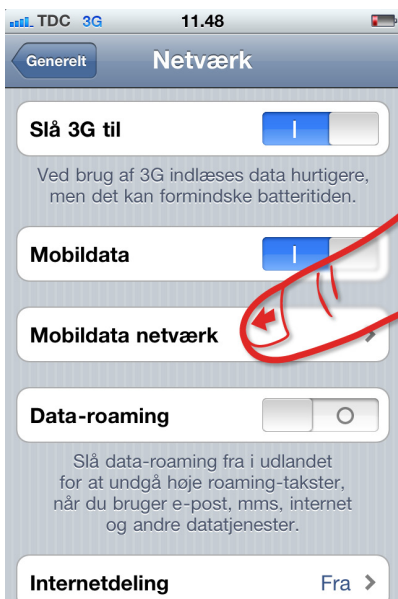 TDC 3G 11.48
Generelt Netværk
Slå 3G til
Ved brug af 3G indlæses data hurtigere,
men det kan formindske batteritiden.
Mobildata
Mobildata netværk
Data-roaming
Slå data-roaming fra i udlandet
for at undgå høje roaming-takster,
når du bruger e-post, mms, internet
og andre datatjenester.
Internetdeling Fra